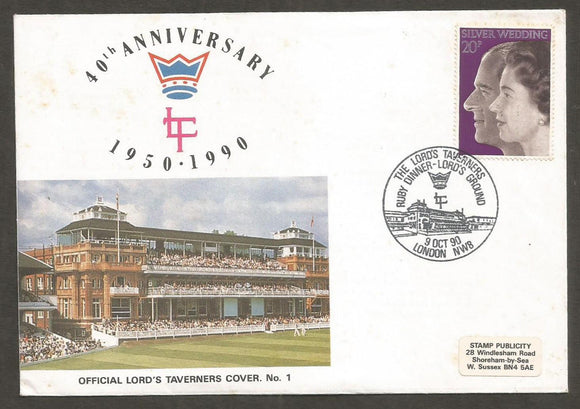 40th ANNIVERSARY
LT
1950·1990
SILVER WEDDING
20P
THE LORD'S TAVERNERS
RUBY DINNER-LORD'S GROUND
LT
9 OCT 90
LONDON NW8
STAMP PUBLICITY
28 Windlesham Road
Shoreham-by-Sea
W. Sussex BN4 5AE
OFFICIAL LORD'S TAVERNERS COVER. No. 1